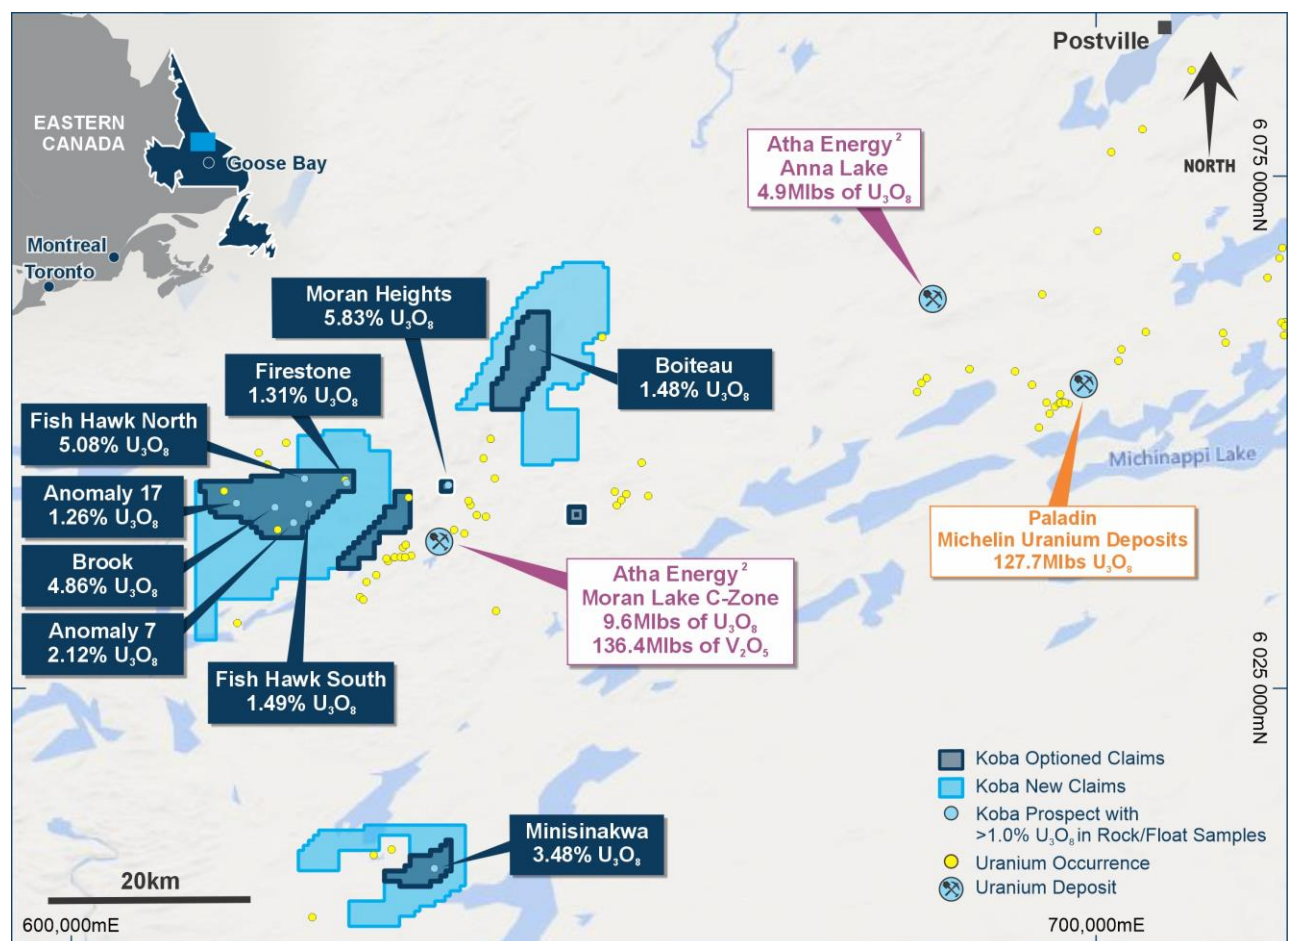 Postville
EASTERN
CANADA
Goose Bay
Montreal
Toronto
NORTH
6 075 000mN
Atha Energy²
Anna Lake
4.9Mlbs of U₃O₈
Moran Heights
5.83% U₃O₈
Firestone
1.31% U₃O₈
Boiteau
1.48% U₃O₈
Fish Hawk North
5.08% U₃O₈
Anomaly 17
1.26% U₃O₈
Brook
4.86% U₃O₈
Anomaly 7
2.12% U₃O₈
Fish Hawk South
1.49% U₃O₈
Michinappi Lake
Paladin
Michelin Uranium Deposits
127.7Mlbs U₃O₈
Atha Energy²
Moran Lake C-Zone
9.6Mlbs of U₃O₈
136.4Mlbs of V₂O₅
6 025 000mN
Minisinakwa
3.48% U₃O₈
Koba Optioned Claims
Koba New Claims
Koba Prospect with
>1.0% U₃O₈ in Rock/Float Samples
Uranium Occurrence
Uranium Deposit
20km
600,000mE
700,000mE